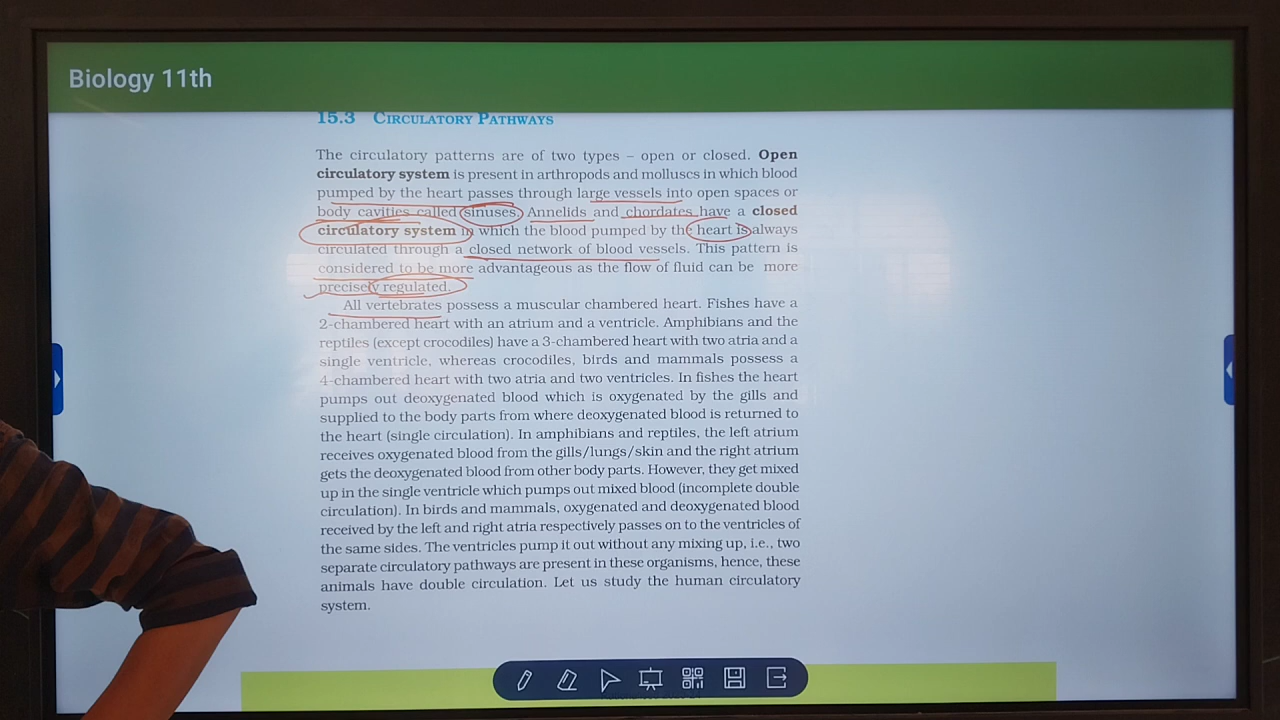 Biology 11th
15.3 CIRCULATORY PATHWAYS
The circulatory patterns are of two types – open or closed. Open
circulatory system is present in arthropods and molluscs in which blood
pumped by the heart passes through large vessels into open spaces or
body cavities called sinuses. Annelids and chordates have a closed
circulatory system in which the blood pumped by the heart is always
circulated through a closed network of blood vessels. This pattern is
considered to be more advantageous as the flow of fluid can be more
precisely regulated.
All vertebrates possess a muscular chambered heart. Fishes have a
2-chambered heart with an atrium and a ventricle. Amphibians and the
reptiles (except crocodiles) have a 3-chambered heart with two atria and a
single ventricle, whereas crocodiles, birds and mammals possess a
4-chambered heart with two atria and two ventricles. In fishes the heart
pumps out deoxygenated blood which is oxygenated by the gills and
supplied to the body parts from where deoxygenated blood is returned to
the heart (single circulation). In amphibians and reptiles, the left atrium
receives oxygenated blood from the gills/lungs/skin and the right atrium
gets the deoxygenated blood from other body parts. However, they get mixed
up in the single ventricle which pumps out mixed blood (incomplete double
circulation). In birds and mammals, oxygenated and deoxygenated blood
received by the left and right atria respectively passes on to the ventricles of
the same sides. The ventricles pump it out without any mixing up, i.e., two
separate circulatory pathways are present in these organisms, hence, these
animals have double circulation. Let us study the human circulatory
system.